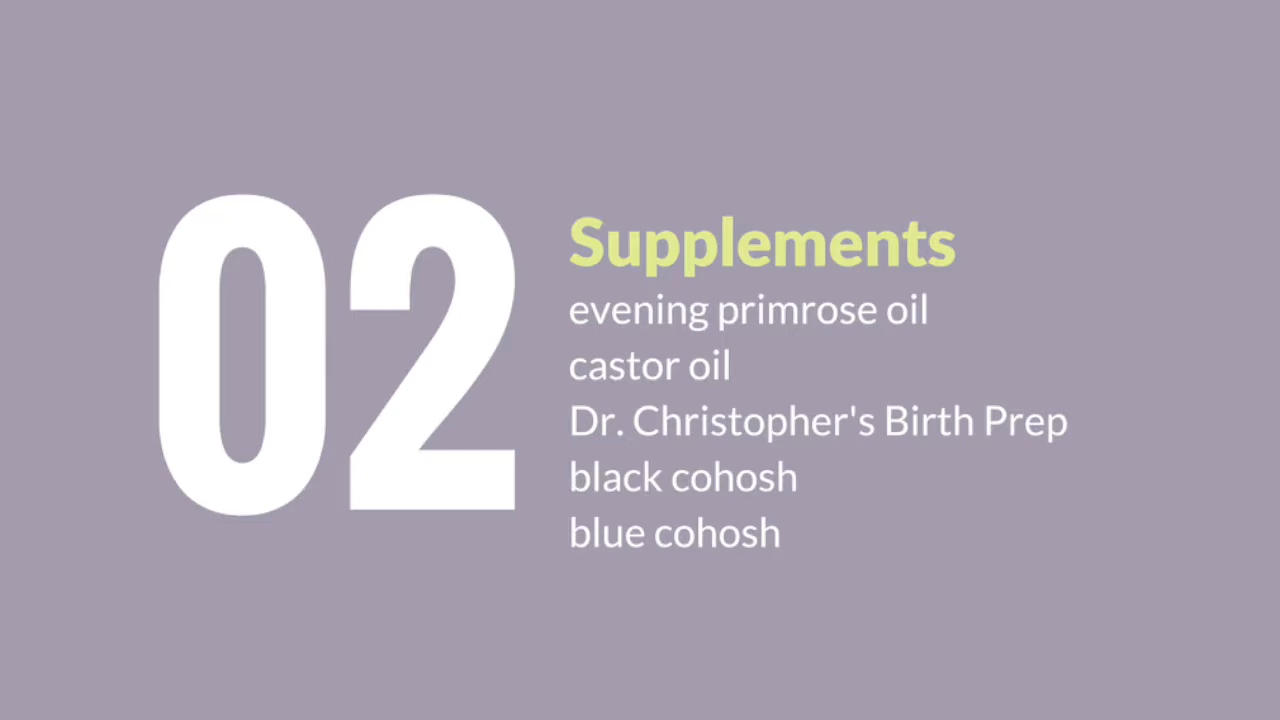 02
Supplements
evening primrose oil
castor oil
Dr. Christopher's Birth Prep
black cohosh
blue cohosh